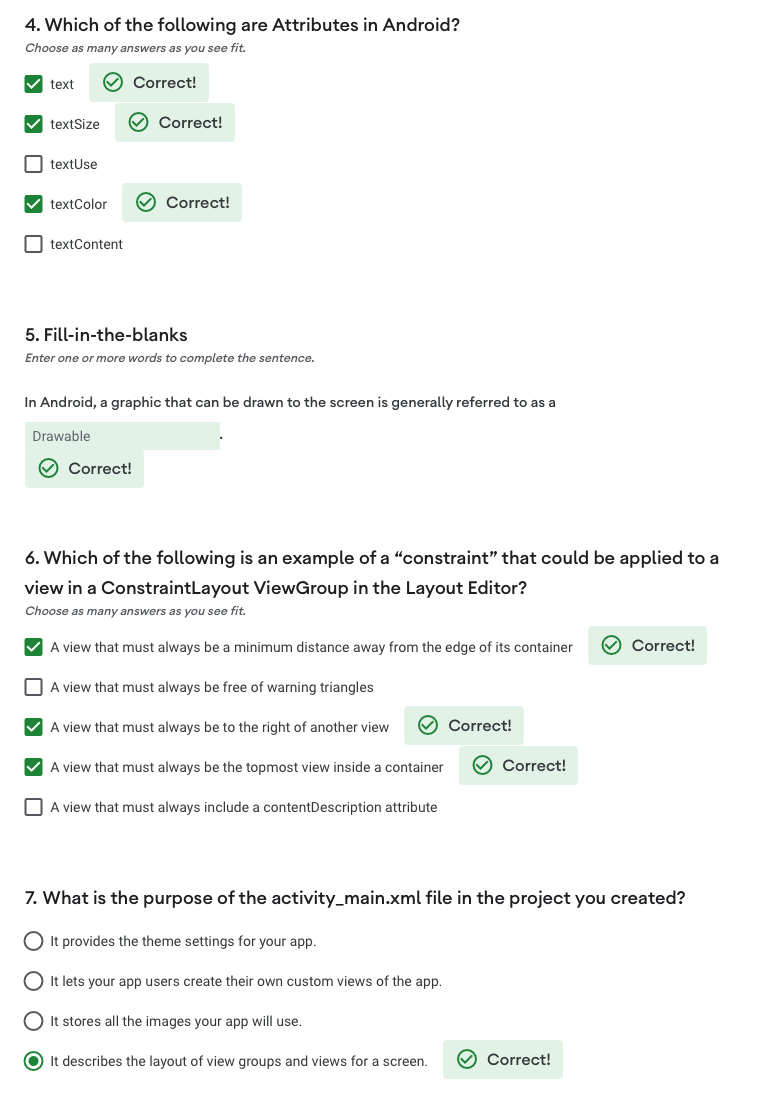 4. Which of the following are Attributes in Android?
Choose as many answers as you see fit.
text Correct!
textSize Correct!
textUse
textColor Correct!
textContent
5. Fill-in-the-blanks
Enter one or more words to complete the sentence.
In Android, a graphic that can be drawn to the screen is generally referred to as a
Drawable .
Correct!
6. Which of the following is an example of a “constraint” that could be applied to a
view in a ConstraintLayout ViewGroup in the Layout Editor?
Choose as many answers as you see fit.
A view that must always be a minimum distance away from the edge of its container Correct!
A view that must always be free of warning triangles
A view that must always be to the right of another view Correct!
A view that must always be the topmost view inside a container Correct!
A view that must always include a contentDescription attribute
7. What is the purpose of the activity_main.xml file in the project you created?
It provides the theme settings for your app.
It lets your app users create their own custom views of the app.
It stores all the images your app will use.
It describes the layout of view groups and views for a screen. Correct!